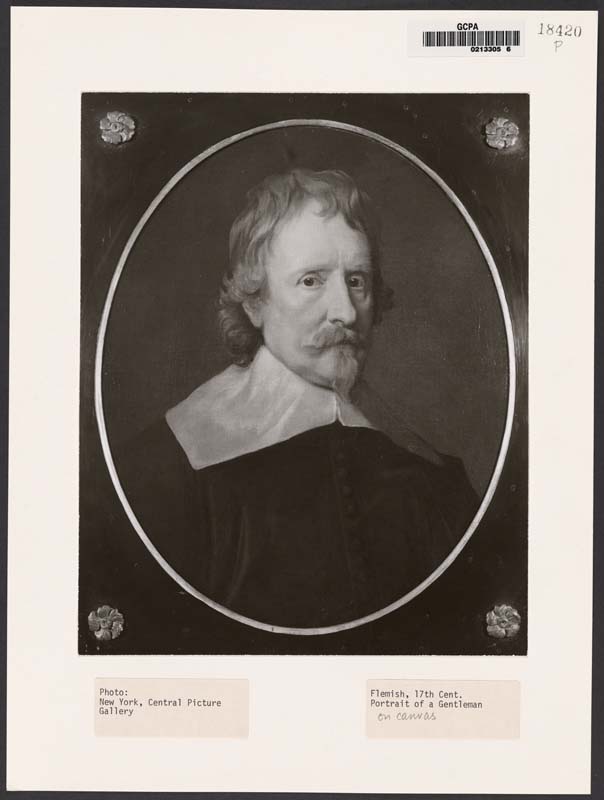 GCPA
0213305 6
18420
P
Photo:
New York, Central Picture
Gallery
Flemish, 17th Cent.
Portrait of a Gentleman
on canvas